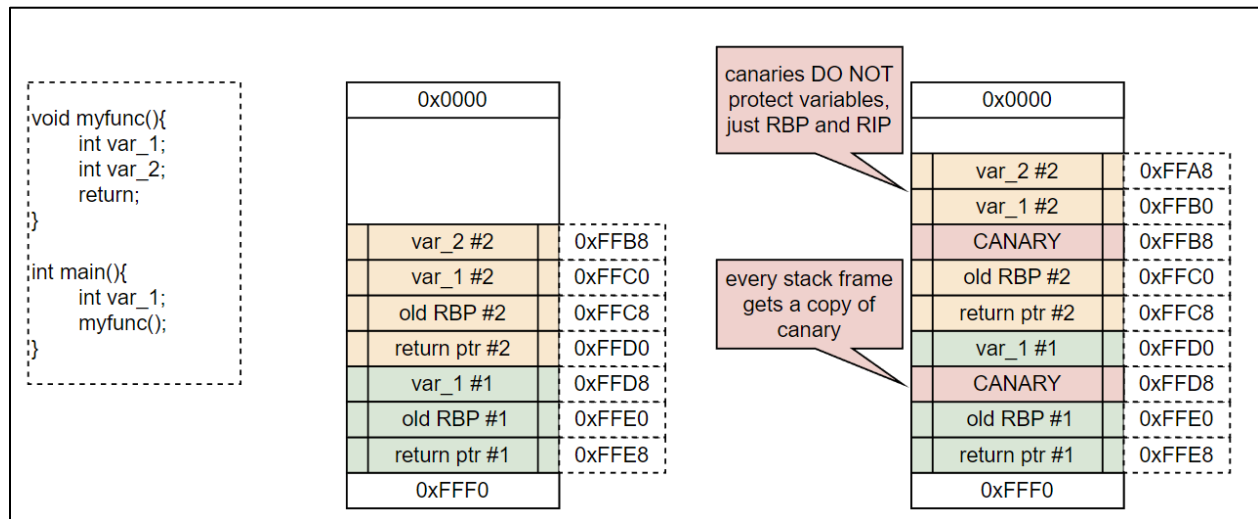 void myfunc(){
int var_1;
int var_2;
return;
}
int main(){
int var_1;
myfunc();
}
0x0000
var_2 #2
0xFFB8
var_1 #2
0xFFC0
old RBP #2
0xFFC8
return ptr #2
0xFFD0
var_1 #1
0xFFD8
old RBP #1
0xFFE0
return ptr #1
0xFFE8
0xFFF0
canaries DO NOT
protect variables,
just RBP and RIP
every stack frame
gets a copy of
canary
0x0000
var_2 #2
0xFFA8
var_1 #2
0xFFB0
CANARY
0xFFB8
old RBP #2
0xFFC0
return ptr #2
0xFFC8
var_1 #1
0xFFD0
CANARY
0xFFD8
old RBP #1
0xFFE0
return ptr #1
0xFFE8
0xFFF0